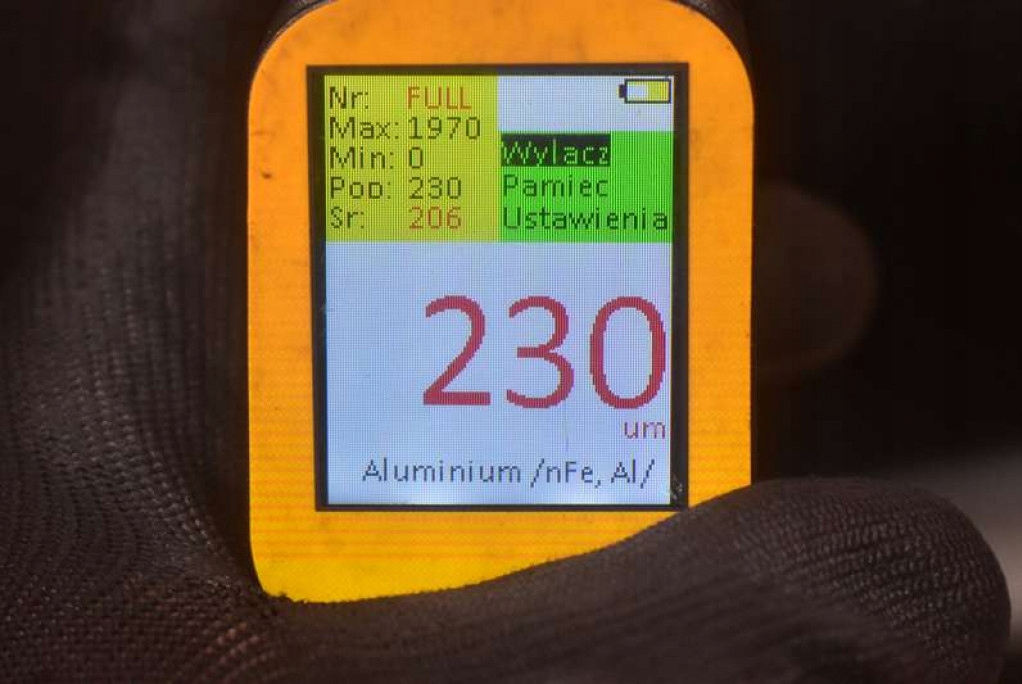 Nr: FULL
Max: 1970
Min: 0
Pop: 230
Sr: 206
Wylacz
Pamiec
Ustawienia
230
um
Aluminium /nFe, Al/